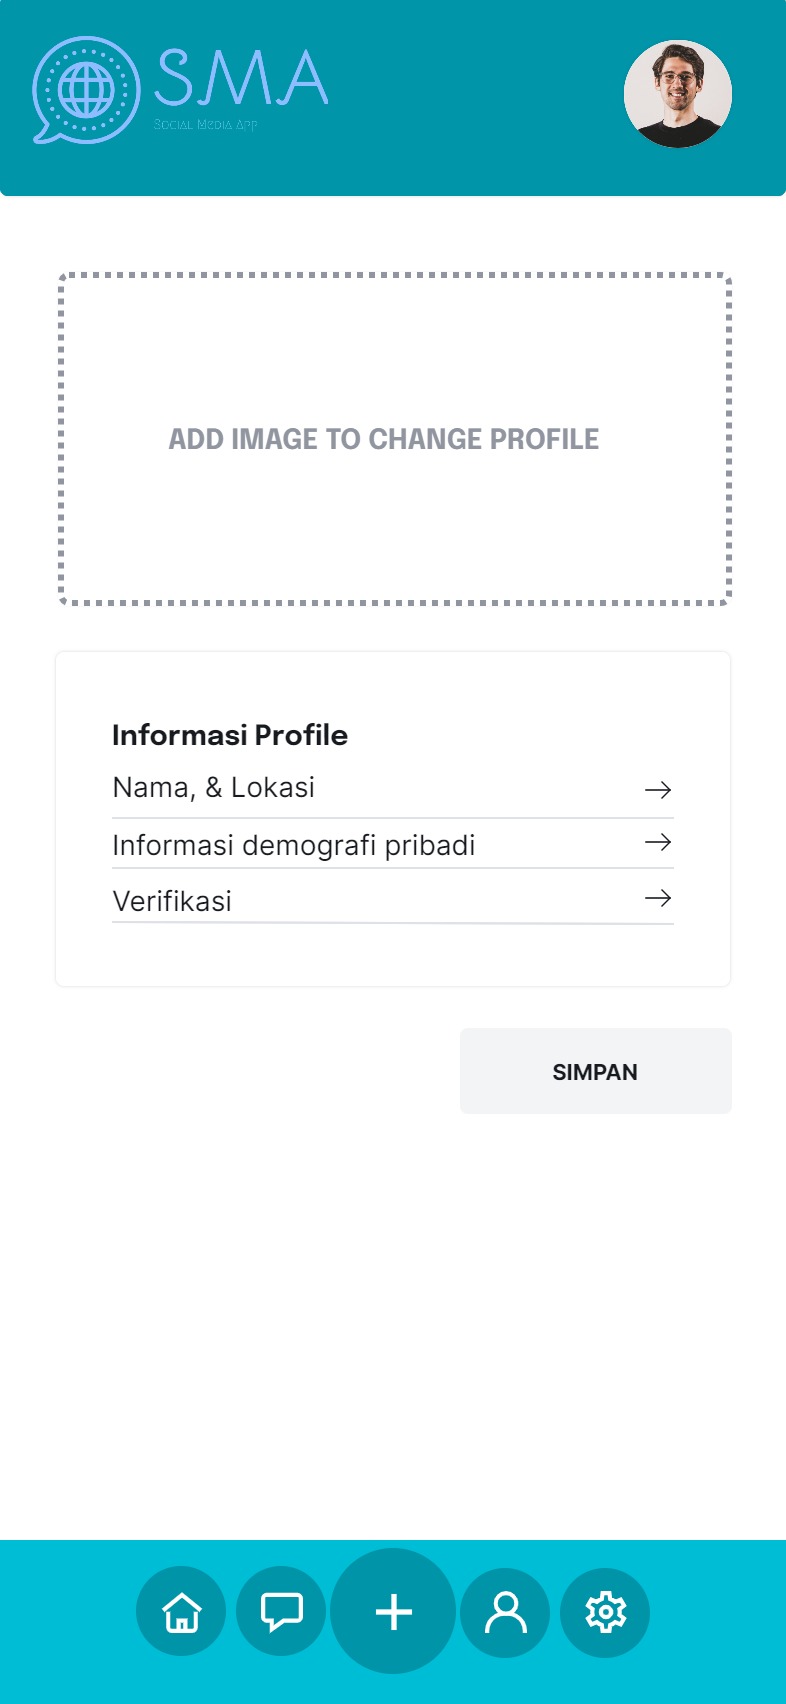 SMA
Social Media App
ADD IMAGE TO CHANGE PROFILE
Informasi Profile
Nama, & Lokasi
Informasi demografi pribadi
Verifikasi
SIMPAN